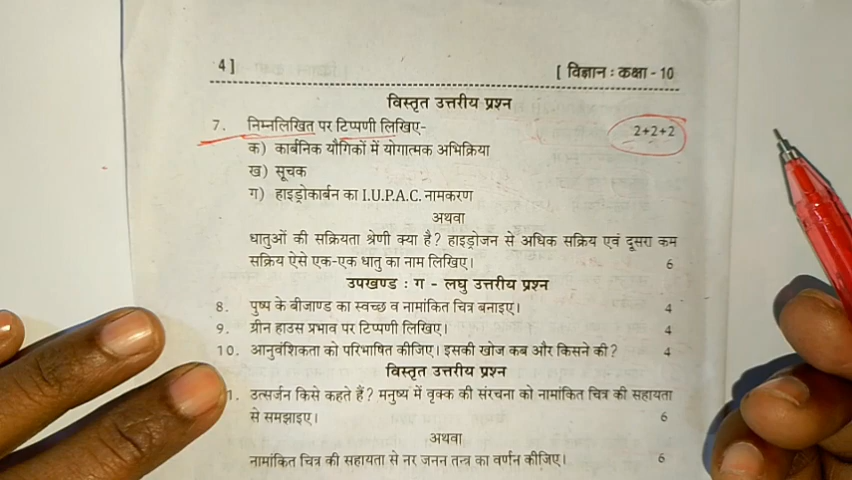 4 ]
[ विज्ञान : कक्षा - 10
विस्तृत उत्तरीय प्रश्न
7. निम्नलिखित पर टिप्पणी लिखिए- 2+2+2
क) कार्बनिक यौगिकों में योगात्मक अभिक्रिया
ख) सूचक
ग) हाइड्रोकार्बन का I.U.P.A.C. नामकरण
अथवा
धातुओं की सक्रियता श्रेणी क्या है? हाइड्रोजन से अधिक सक्रिय एवं दूसरा कम
सक्रिय ऐसे एक-एक धातु का नाम लिखिए। 6
उपखण्ड : ग - लघु उत्तरीय प्रश्न
8. पुष्प के बीजाण्ड का स्वच्छ व नामांकित चित्र बनाइए। 4
9. ग्रीन हाउस प्रभाव पर टिप्पणी लिखिए। 4
10. आनुवंशिकता को परिभाषित कीजिए। इसकी खोज कब और किसने की? 4
विस्तृत उत्तरीय प्रश्न
1. उत्सर्जन किसे कहते हैं? मनुष्य में वृक्क की संरचना को नामांकित चित्र की सहायता
से समझाइए। 6
अथवा
नामांकित चित्र की सहायता से नर जनन तन्त्र का वर्णन कीजिए। 6